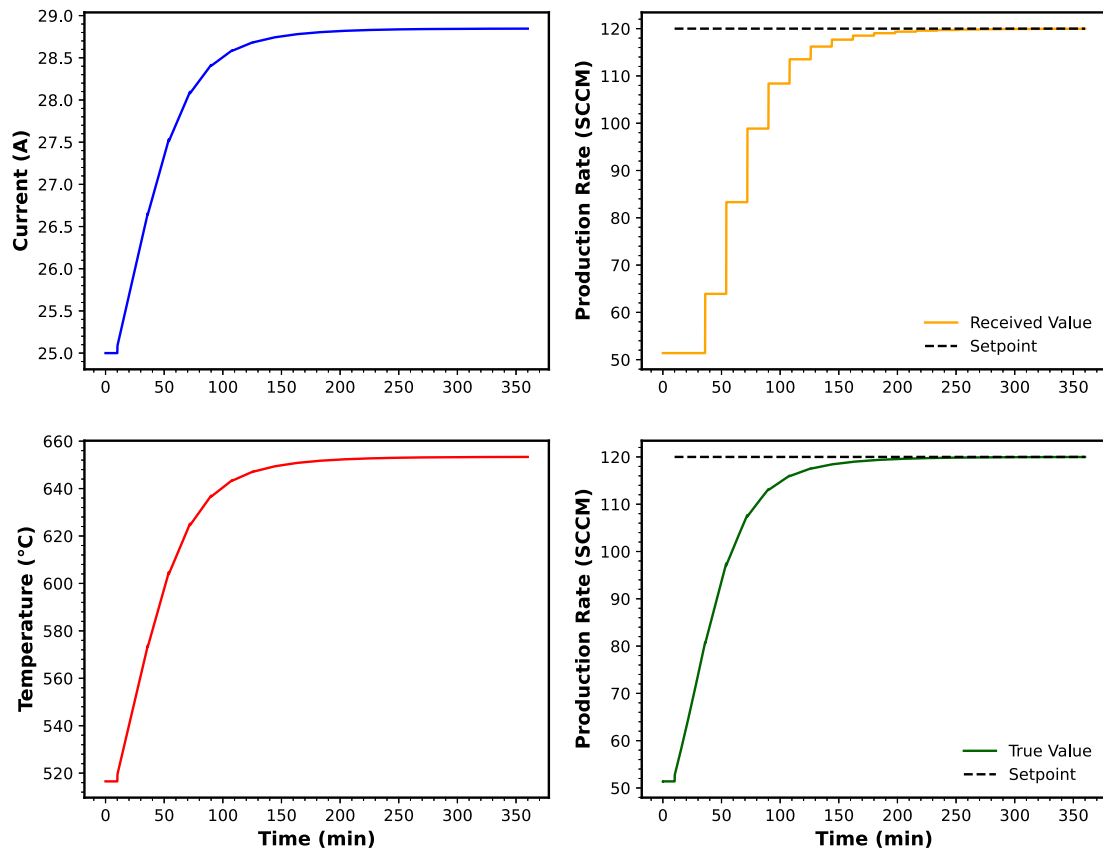 Current (A)
29.0
28.5
28.0
27.5
27.0
26.5
26.0
25.5
25.0
0 50 100 150 200 250 300 350
Production Rate (SCCM)
120
110
100
90
80
70
60
50
Received Value
Setpoint
0 50 100 150 200 250 300 350
Temperature (°C)
660
640
620
600
580
560
540
520
0 50 100 150 200 250 300 350
Time (min)
Production Rate (SCCM)
120
110
100
90
80
70
60
50
True Value
Setpoint
0 50 100 150 200 250 300 350
Time (min)